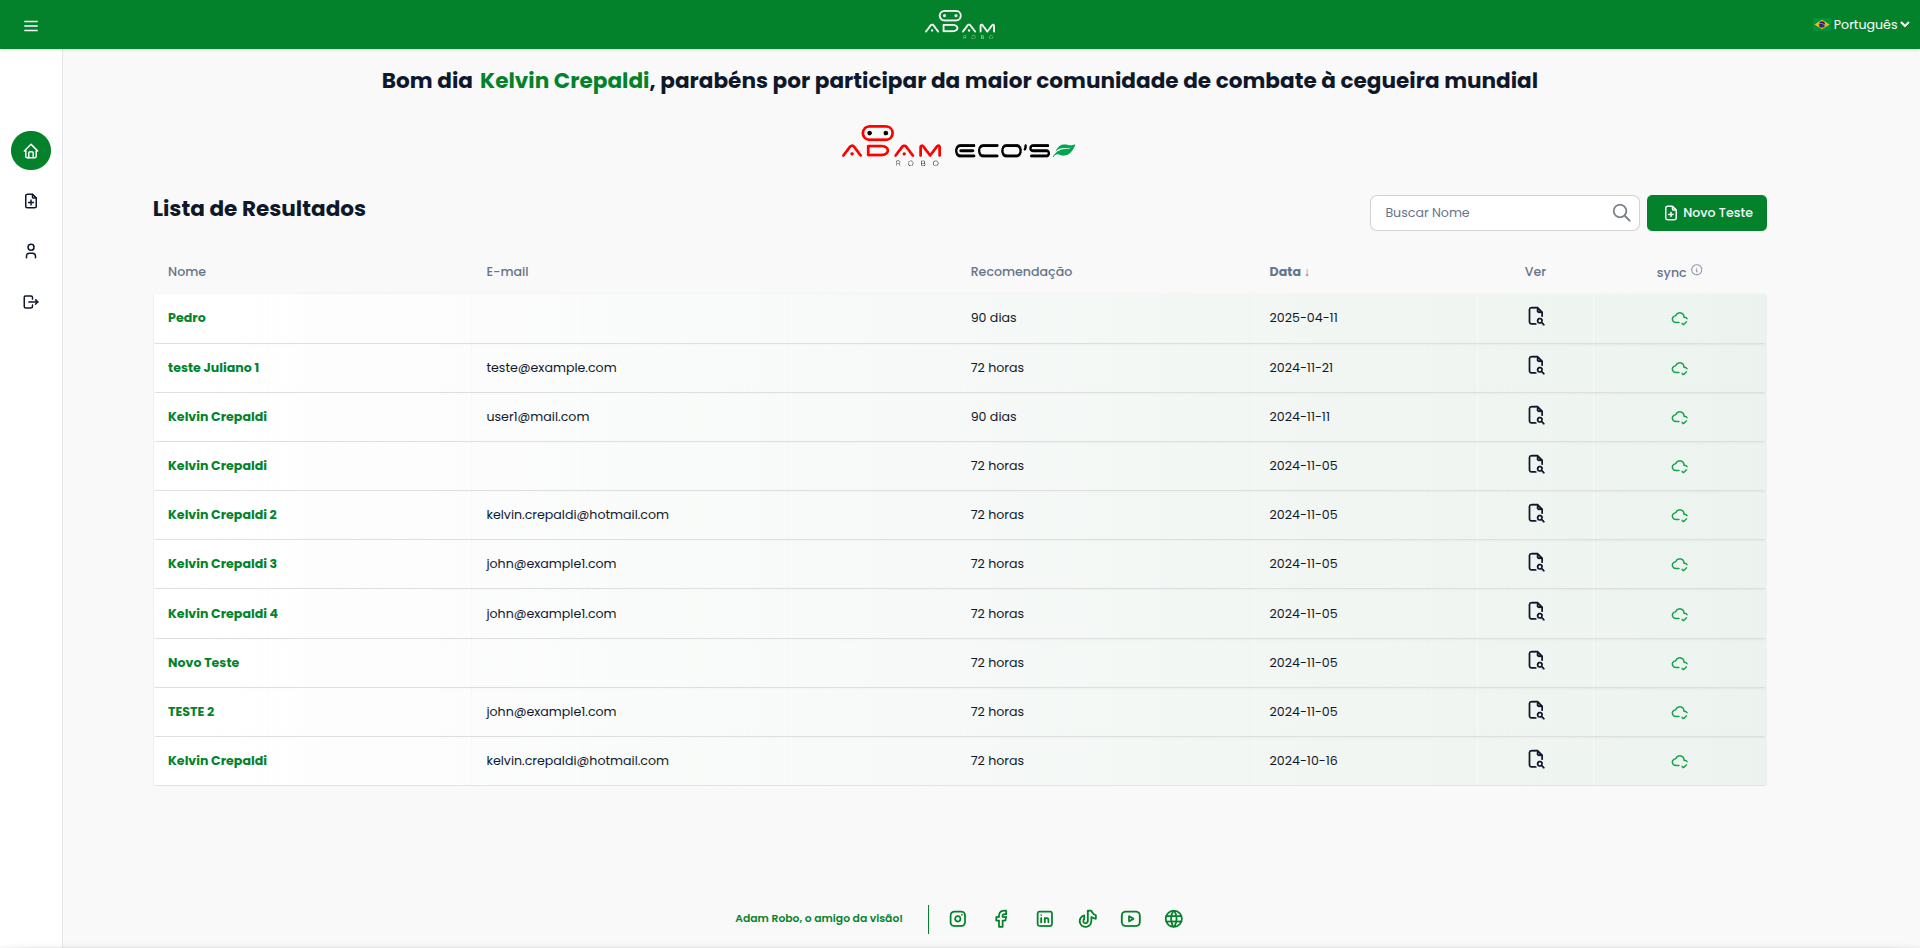 ADAM
ROBO
Português
Bom dia Kelvin Crepaldi, parabéns por participar da maior comunidade de combate à cegueira mundial
ADAM ECO'S
ROBO
Lista de Resultados
Buscar Nome
Novo Teste
Nome E-mail Recomendação Data ↓ Ver sync
Pedro 90 dias 2025-04-11
teste Juliano 1 teste@example.com 72 horas 2024-11-21
Kelvin Crepaldi user1@mail.com 90 dias 2024-11-11
Kelvin Crepaldi 72 horas 2024-11-05
Kelvin Crepaldi 2 kelvin.crepaldi@hotmail.com 72 horas 2024-11-05
Kelvin Crepaldi 3 john@example1.com 72 horas 2024-11-05
Kelvin Crepaldi 4 john@example1.com 72 horas 2024-11-05
Novo Teste 72 horas 2024-11-05
TESTE 2 john@example1.com 72 horas 2024-11-05
Kelvin Crepaldi kelvin.crepaldi@hotmail.com 72 horas 2024-10-16
Adam Robo, o amigo da visão!